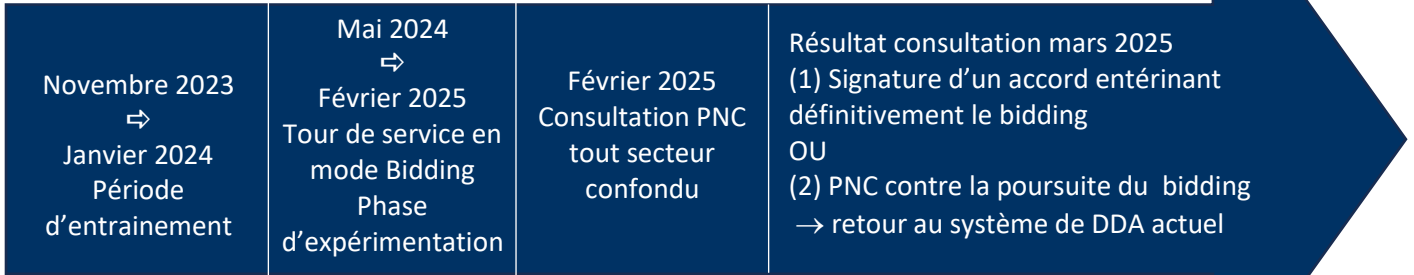 Novembre 2023
⇨
Janvier 2024
Période
d’entrainement
Mai 2024
⇨
Février 2025
Tour de service en
mode Bidding
Phase
d’expérimentation
Février 2025
Consultation PNC
tout secteur
confondu
Résultat consultation mars 2025
(1) Signature d’un accord entérinant
définitivement le bidding
OU
(2) PNC contre la poursuite du bidding
→ retour au système de DDA actuel